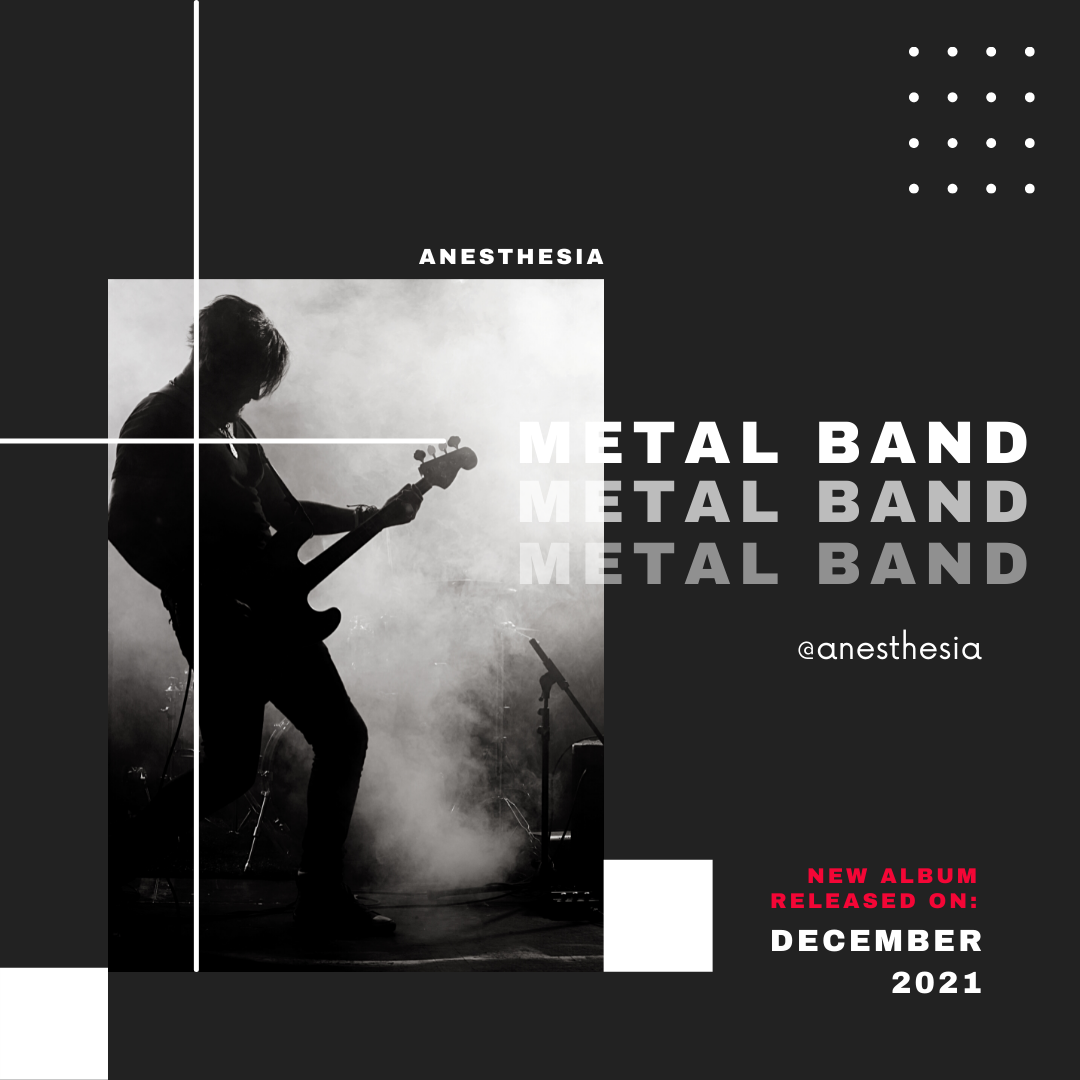 ANESTHESIA
METAL BAND
METAL BAND
METAL BAND
@anesthesia
NEW ALBUM
RELEASED ON:
DECEMBER
2021